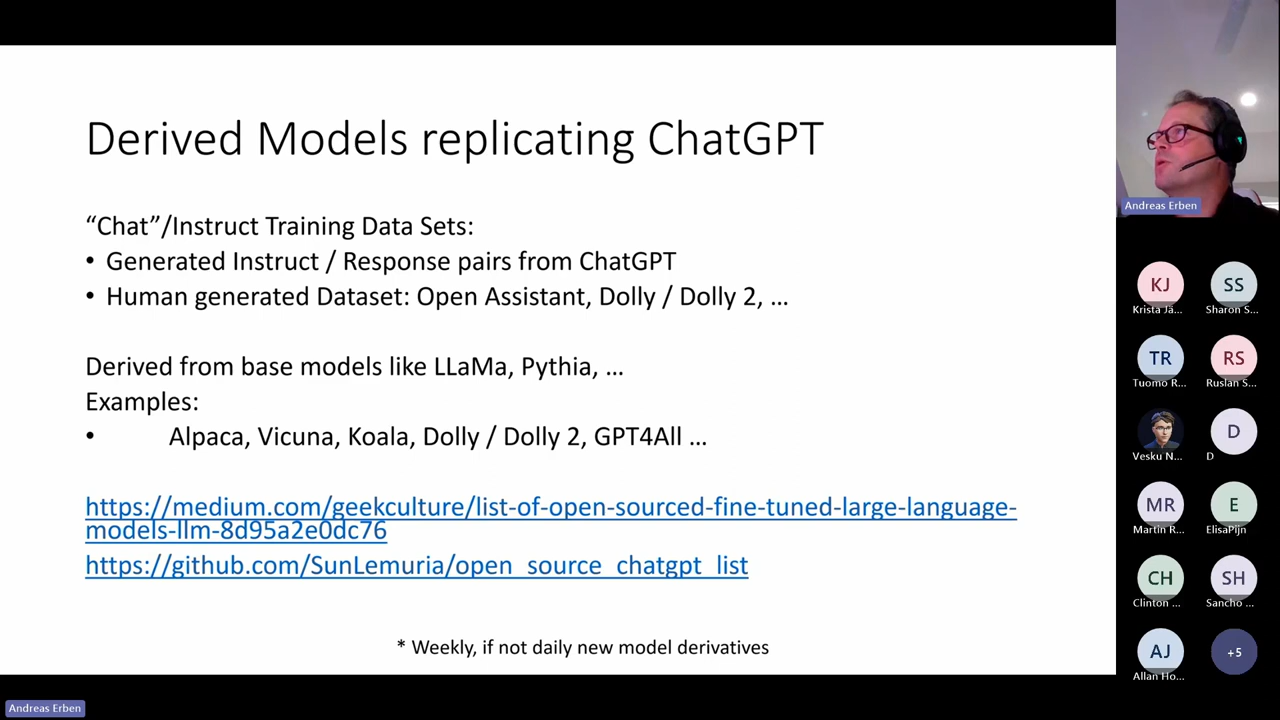 Derived Models replicating ChatGPT
“Chat”/Instruct Training Data Sets:
• Generated Instruct / Response pairs from ChatGPT
• Human generated Dataset: Open Assistant, Dolly / Dolly 2, …
Derived from base models like LLaMa, Pythia, …
Examples:
• Alpaca, Vicuna, Koala, Dolly / Dolly 2, GPT4All …
https://medium.com/geekculture/list-of-open-sourced-fine-tuned-large-language-
models-llm-8d95a2e0dc76
https://github.com/SunLemuria/open_source_chatgpt_list
* Weekly, if not daily new model derivatives
Andreas Erben
Andreas Erben
KJ
Krista Jä...
SS
Sharon S...
TR
Tuomo R...
RS
Ruslan S...
Vesku N...
D
D
MR
Martin R...
E
ElisaPijn
CH
Clinton ...
SH
Sancho ...
AJ
Allan Ho...
+5